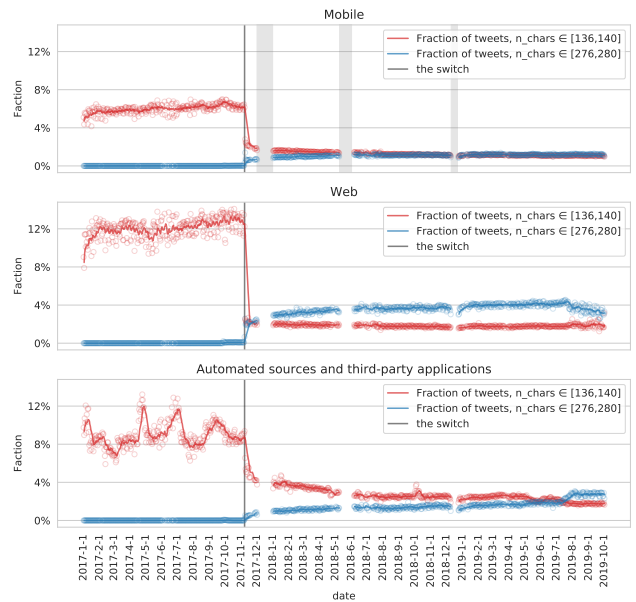 Mobile
Fraction of tweets, n_chars ∈ [136,140]
Fraction of tweets, n_chars ∈ [276,280]
the switch
12%
8%
4%
0%
Faction
Web
Fraction of tweets, n_chars ∈ [136,140]
Fraction of tweets, n_chars ∈ [276,280]
the switch
12%
8%
4%
0%
Faction
Automated sources and third-party applications
Fraction of tweets, n_chars ∈ [136,140]
Fraction of tweets, n_chars ∈ [276,280]
the switch
12%
8%
4%
0%
Faction
2017-1-1
2017-2-1
2017-3-1
2017-4-1
2017-5-1
2017-6-1
2017-7-1
2017-8-1
2017-9-1
2017-10-1
2017-11-1
2017-12-1
2018-1-1
2018-2-1
2018-3-1
2018-4-1
2018-5-1
2018-6-1
2018-7-1
2018-8-1
2018-9-1
2018-10-1
2018-11-1
2018-12-1
2019-1-1
2019-2-1
2019-3-1
2019-4-1
2019-5-1
2019-6-1
2019-7-1
2019-8-1
2019-9-1
2019-10-1
date